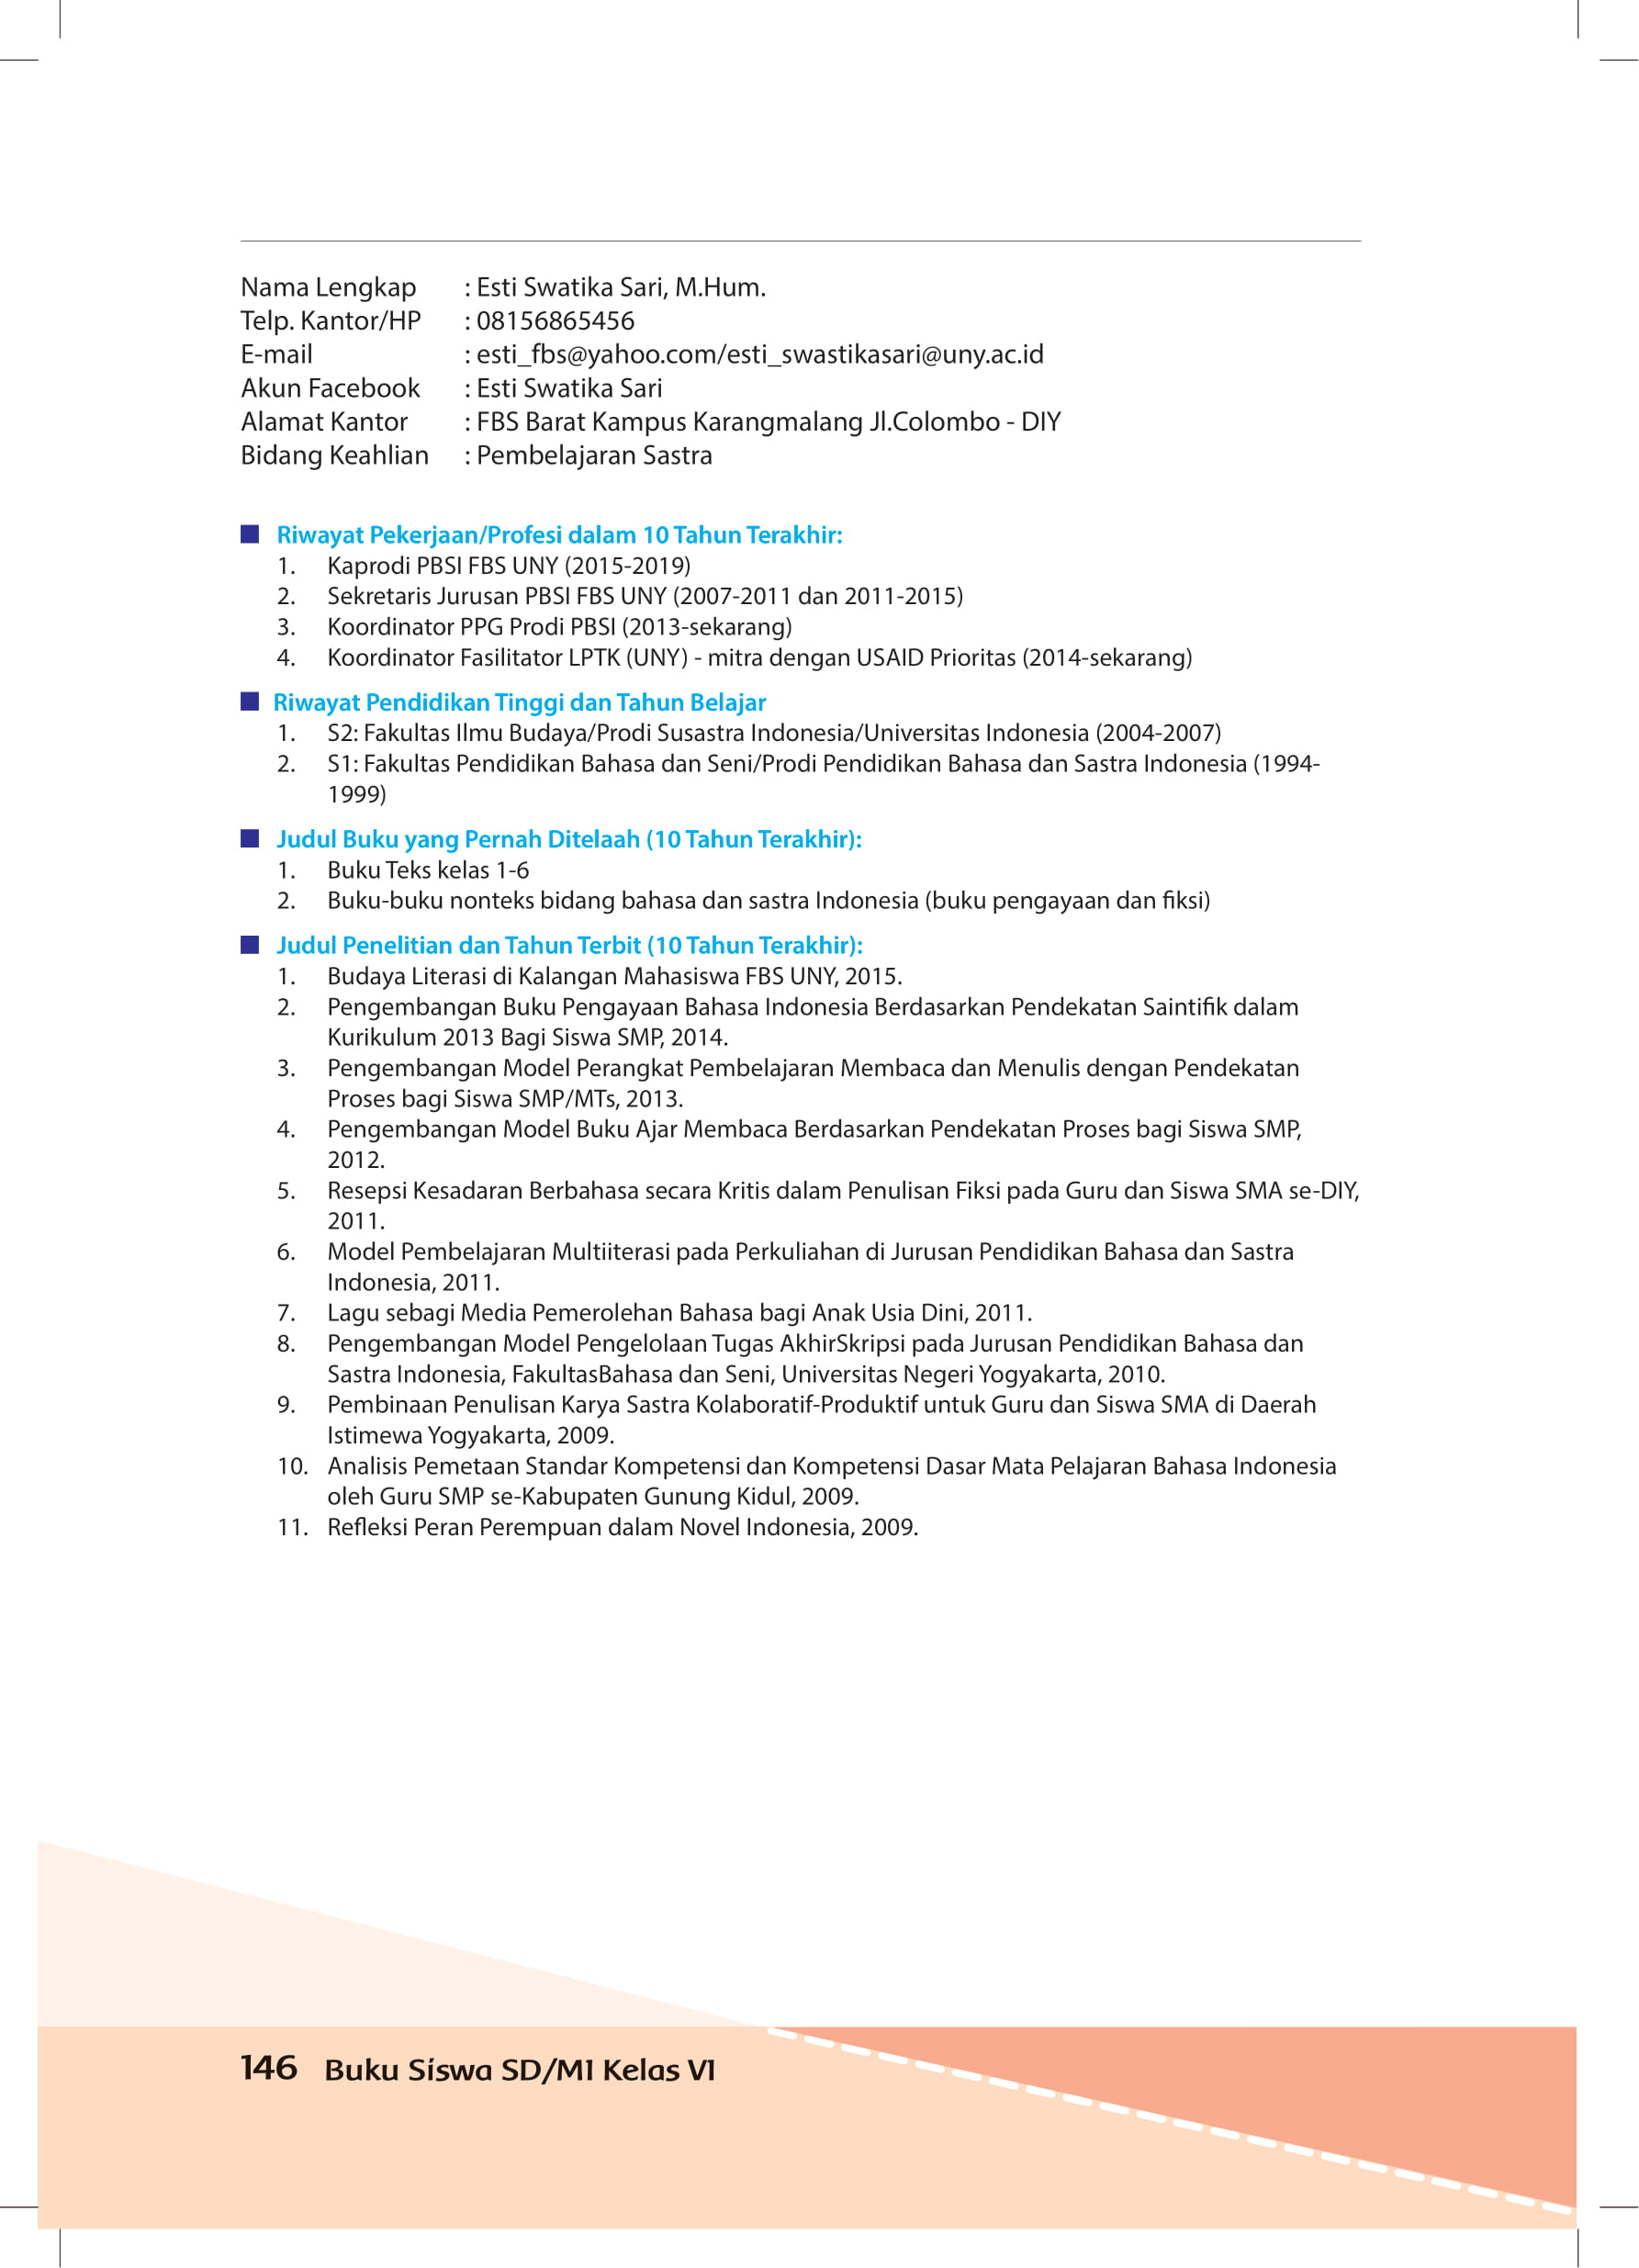 Nama Lengkap : Esti Swatika Sari, M.Hum.
Telp. Kantor/HP : 08156865456
E-mail : esti_fbs@yahoo.com/esti_swastikasari@uny.ac.id
Akun Facebook : Esti Swatika Sari
Alamat Kantor : FBS Barat Kampus Karangmalang Jl.Colombo - DIY
Bidang Keahlian : Pembelajaran Sastra
Riwayat Pekerjaan/Profesi dalam 10 Tahun Terakhir:
1. Kaprodi PBSI FBS UNY (2015-2019)
2. Sekretaris Jurusan PBSI FBS UNY (2007-2011 dan 2011-2015)
3. Koordinator PPG Prodi PBSI (2013-sekarang)
4. Koordinator Fasilitator LPTK (UNY) - mitra dengan USAID Prioritas (2014-sekarang)
Riwayat Pendidikan Tinggi dan Tahun Belajar
1. S2: Fakultas Ilmu Budaya/Prodi Susastra Indonesia/Universitas Indonesia (2004-2007)
2. S1: Fakultas Pendidikan Bahasa dan Seni/Prodi Pendidikan Bahasa dan Sastra Indonesia (1994-
1999)
Judul Buku yang Pernah Ditelaah (10 Tahun Terakhir):
1. Buku Teks kelas 1-6
2. Buku-buku nonteks bidang bahasa dan sastra Indonesia (buku pengayaan dan fiksi)
Judul Penelitian dan Tahun Terbit (10 Tahun Terakhir):
1. Budaya Literasi di Kalangan Mahasiswa FBS UNY, 2015.
2. Pengembangan Buku Pengayaan Bahasa Indonesia Berdasarkan Pendekatan Saintifik dalam
Kurikulum 2013 Bagi Siswa SMP, 2014.
3. Pengembangan Model Perangkat Pembelajaran Membaca dan Menulis dengan Pendekatan
Proses bagi Siswa SMP/MTs, 2013.
4. Pengembangan Model Buku Ajar Membaca Berdasarkan Pendekatan Proses bagi Siswa SMP,
2012.
5. Resepsi Kesadaran Berbahasa secara Kritis dalam Penulisan Fiksi pada Guru dan Siswa SMA se-DIY,
2011.
6. Model Pembelajaran Multiiterasi pada Perkuliahan di Jurusan Pendidikan Bahasa dan Sastra
Indonesia, 2011.
7. Lagu sebagi Media Pemerolehan Bahasa bagi Anak Usia Dini, 2011.
8. Pengembangan Model Pengelolaan Tugas AkhirSkripsi pada Jurusan Pendidikan Bahasa dan
Sastra Indonesia, FakultasBahasa dan Seni, Universitas Negeri Yogyakarta, 2010.
9. Pembinaan Penulisan Karya Sastra Kolaboratif-Produktif untuk Guru dan Siswa SMA di Daerah
Istimewa Yogyakarta, 2009.
10. Analisis Pemetaan Standar Kompetensi dan Kompetensi Dasar Mata Pelajaran Bahasa Indonesia
oleh Guru SMP se-Kabupaten Gunung Kidul, 2009.
11. Refleksi Peran Perempuan dalam Novel Indonesia, 2009.
146 Buku Siswa SD/MI Kelas VI